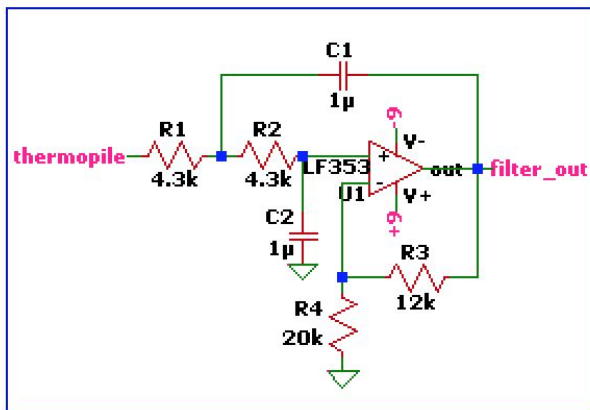 C1
1µ
thermopile
R1
4.3k
R2
4.3k
LF353
U1
+
-
-9
V-
out
filter_out
V+
+9
C2
1µ
R3
12k
R4
20k